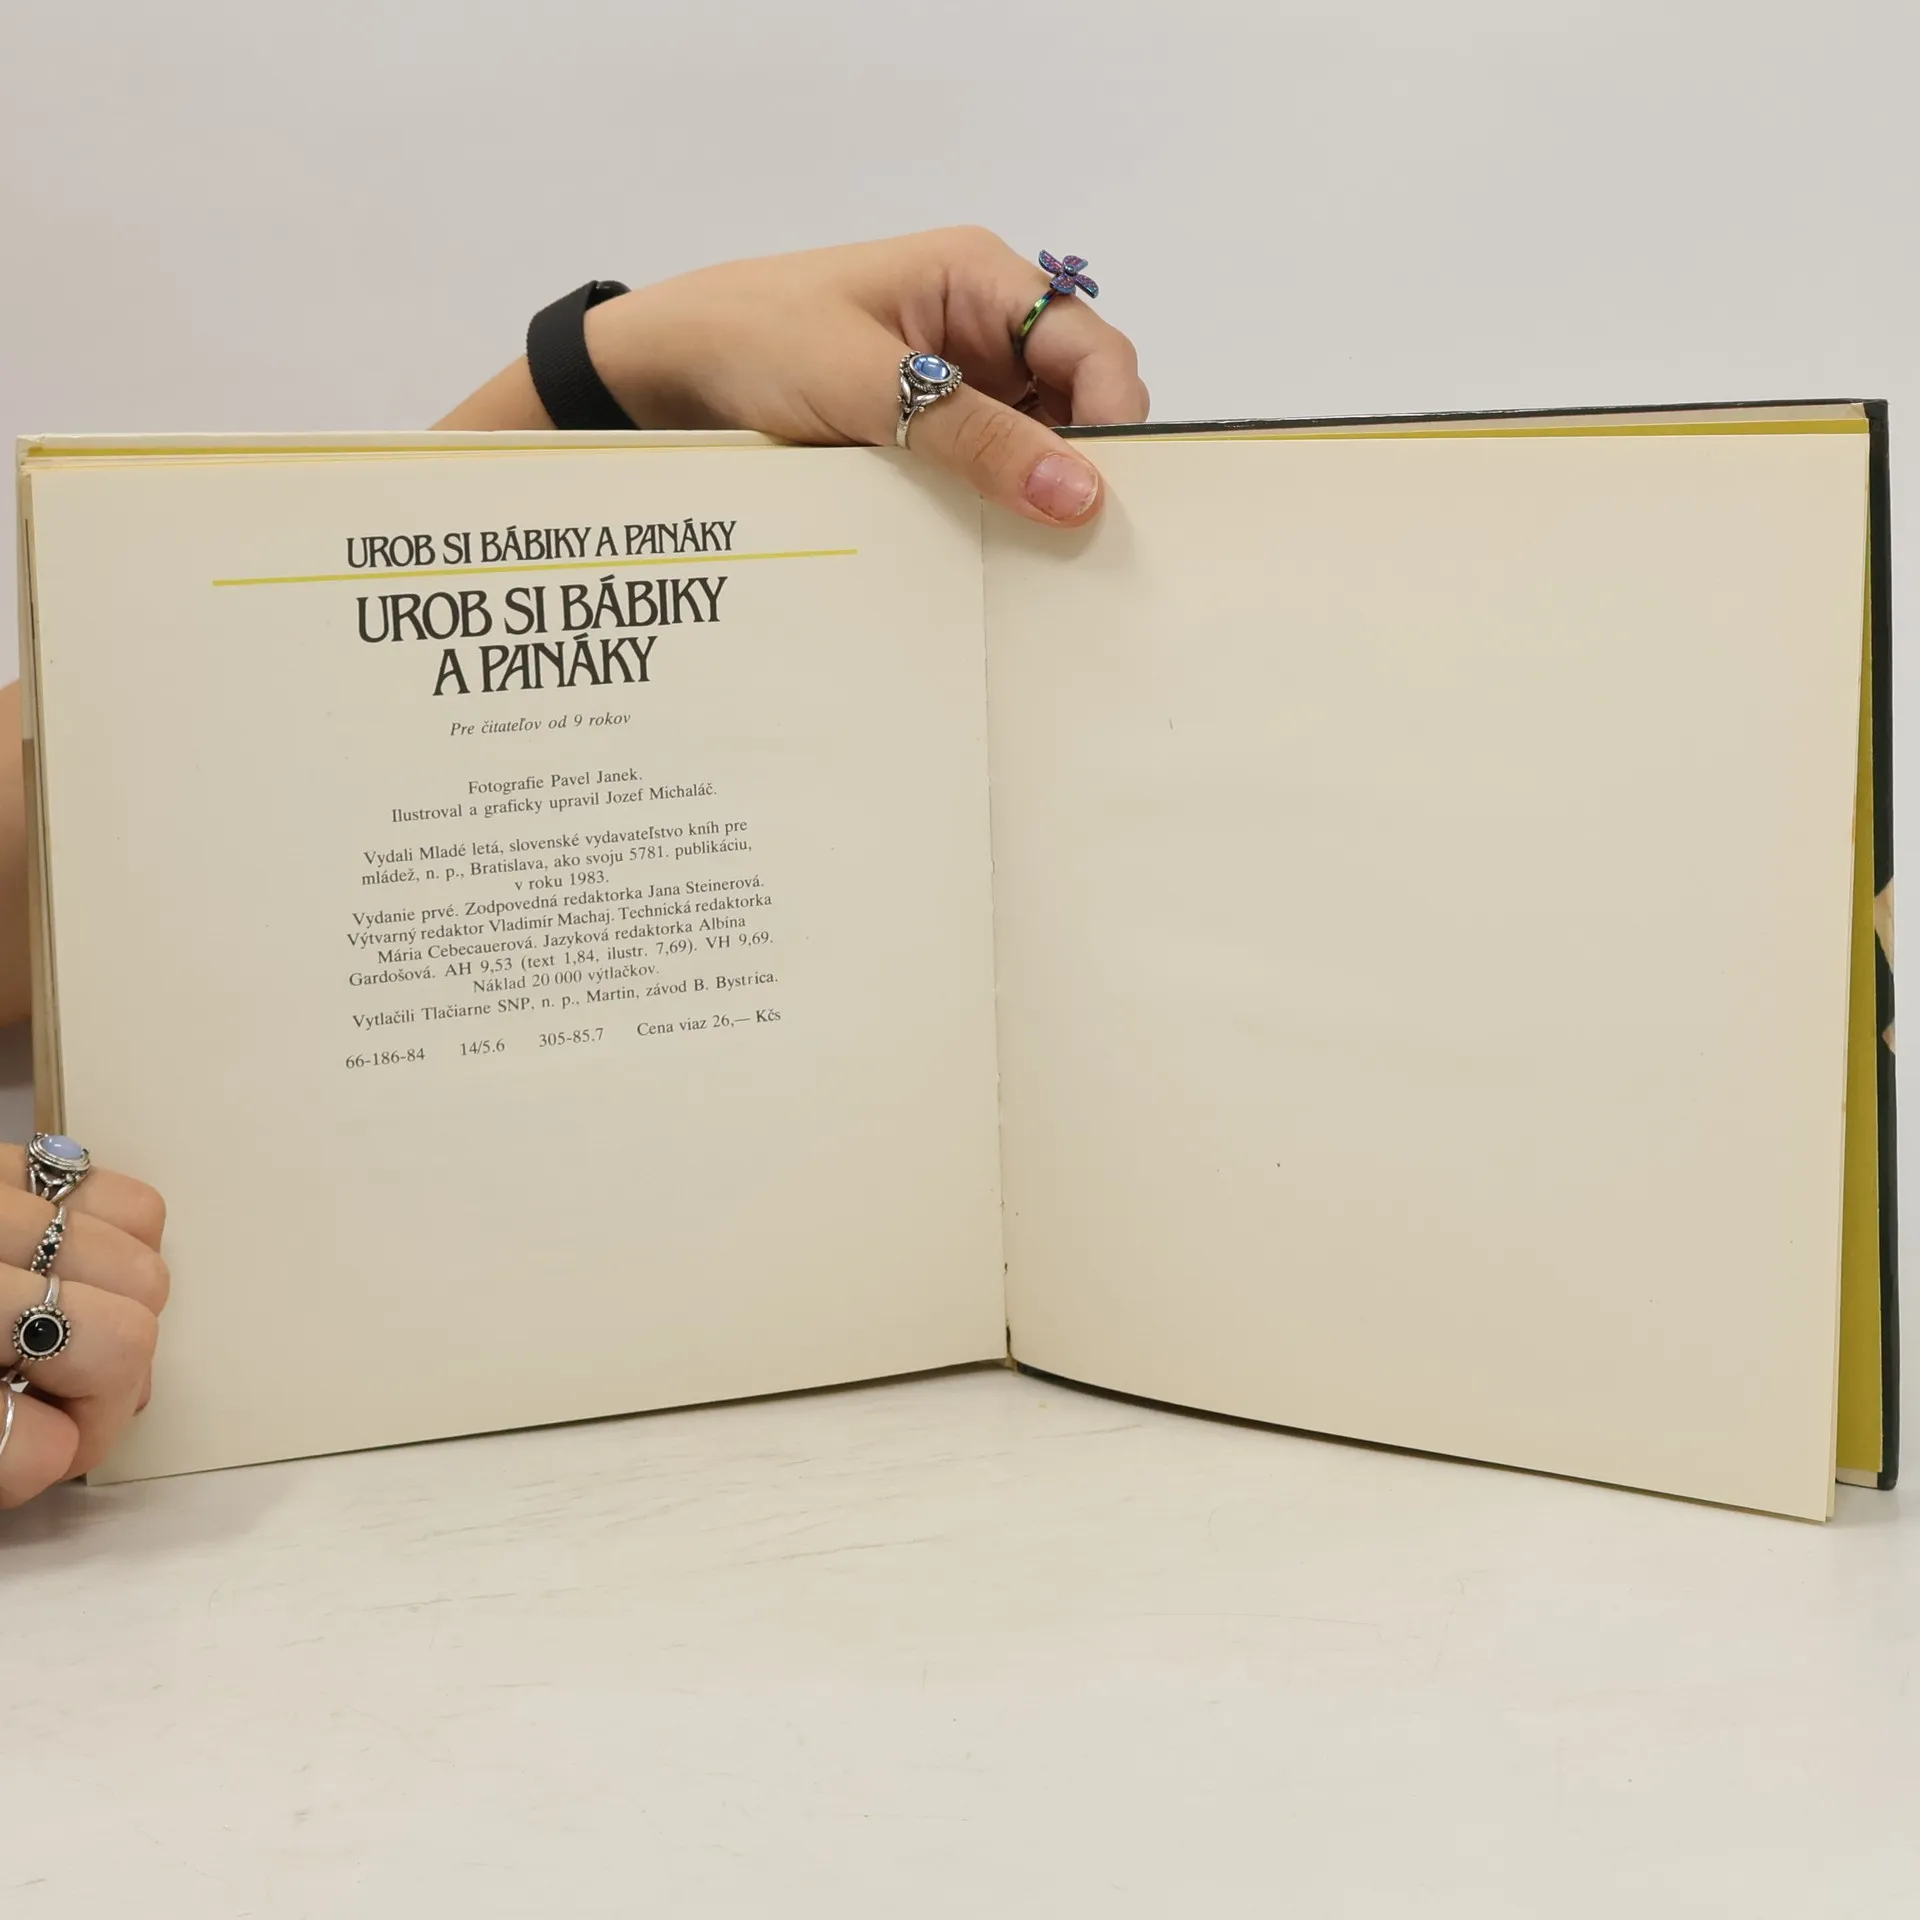 UROB SI BÁBIKY A PANÁKY
UROB SI BÁBIKY
A PANÁKY
Pre čitateľov od 9 rokov
Fotografie Pavel Janek.
Ilustroval a graficky upravil Jozef Michaláč.
Vydali Mladé letá, slovenské vydavateľstvo kníh pre
mládež, n. p., Bratislava, ako svoju 5781. publikáciu,
v roku 1983.
Vydanie prvé. Zodpovedná redaktorka Jana Steinerová.
Výtvarný redaktor Vladimír Machaj. Technická redaktorka
Mária Cebecauerová. Jazyková redaktorka Albína
Gardošová. AH 9,53 (text 1,84, ilustr. 7,69). VH 9,69.
Náklad 20 000 výtlačkov.
Vytlačili Tlačiarne SNP, n. p., Martin, závod B. Bystrica.
66-186-84 14/5.6 305-85.7 Cena viaz 26,— Kčs